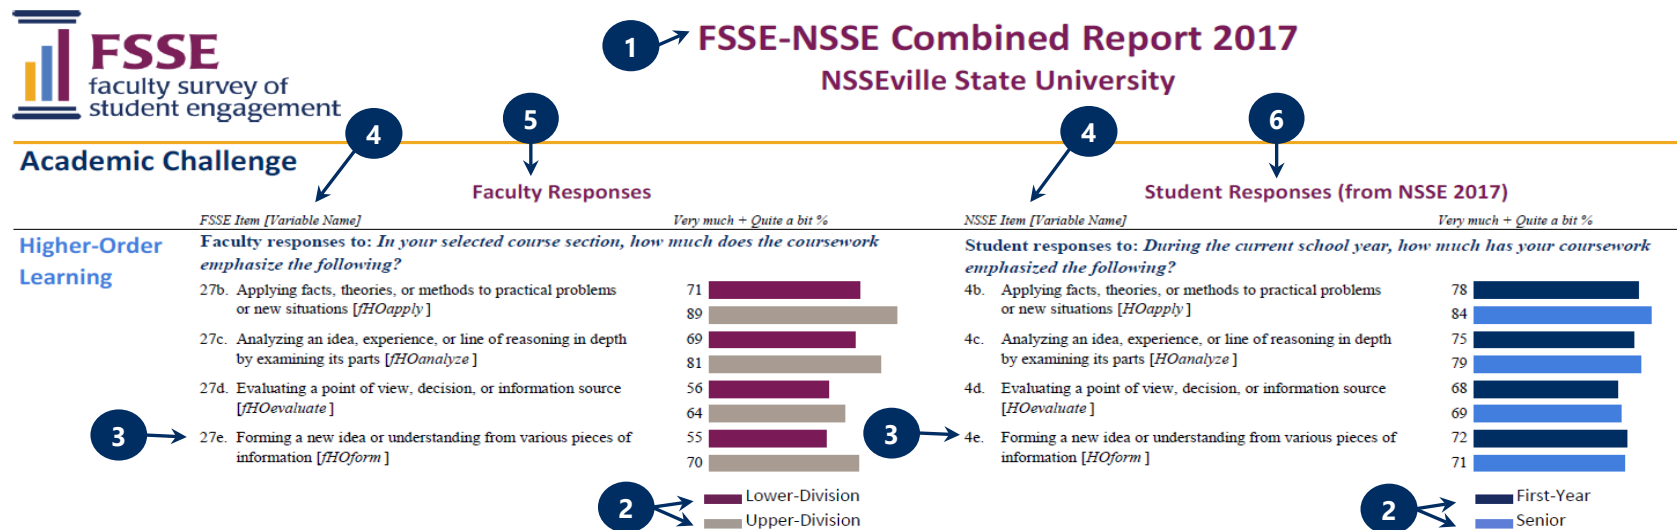 FSSE
faculty survey of
student engagement
1
FSSE-NSSE Combined Report 2017
NSSEville State University
4
5
4
6
Academic Challenge
Faculty Responses
Student Responses (from NSSE 2017)
FSSE Item [Variable Name]
Very much + Quite a bit %
NSSE Item [Variable Name]
Very much + Quite a bit %
Higher-Order
Learning
Faculty responses to: In your selected course section, how much does the coursework
emphasize the following?
27b. Applying facts, theories, or methods to practical problems
or new situations [fHOapply ]
71
89
27c. Analyzing an idea, experience, or line of reasoning in depth
by examining its parts [fHOanalyze ]
69
81
27d. Evaluating a point of view, decision, or information source
[fHOevaluate ]
56
64
3
27e. Forming a new idea or understanding from various pieces of
information [fHOform ]
55
70
2
Lower-Division
Upper-Division
Student responses to: During the current school year, how much has your coursework
emphasized the following?
4b. Applying facts, theories, or methods to practical problems
or new situations [HOapply ]
78
84
4c. Analyzing an idea, experience, or line of reasoning in depth
by examining its parts [HOanalyze ]
75
79
4d. Evaluating a point of view, decision, or information source
[HOevaluate ]
68
69
3
4e. Forming a new idea or understanding from various pieces of
information [HOform ]
72
71
2
First-Year
Senior